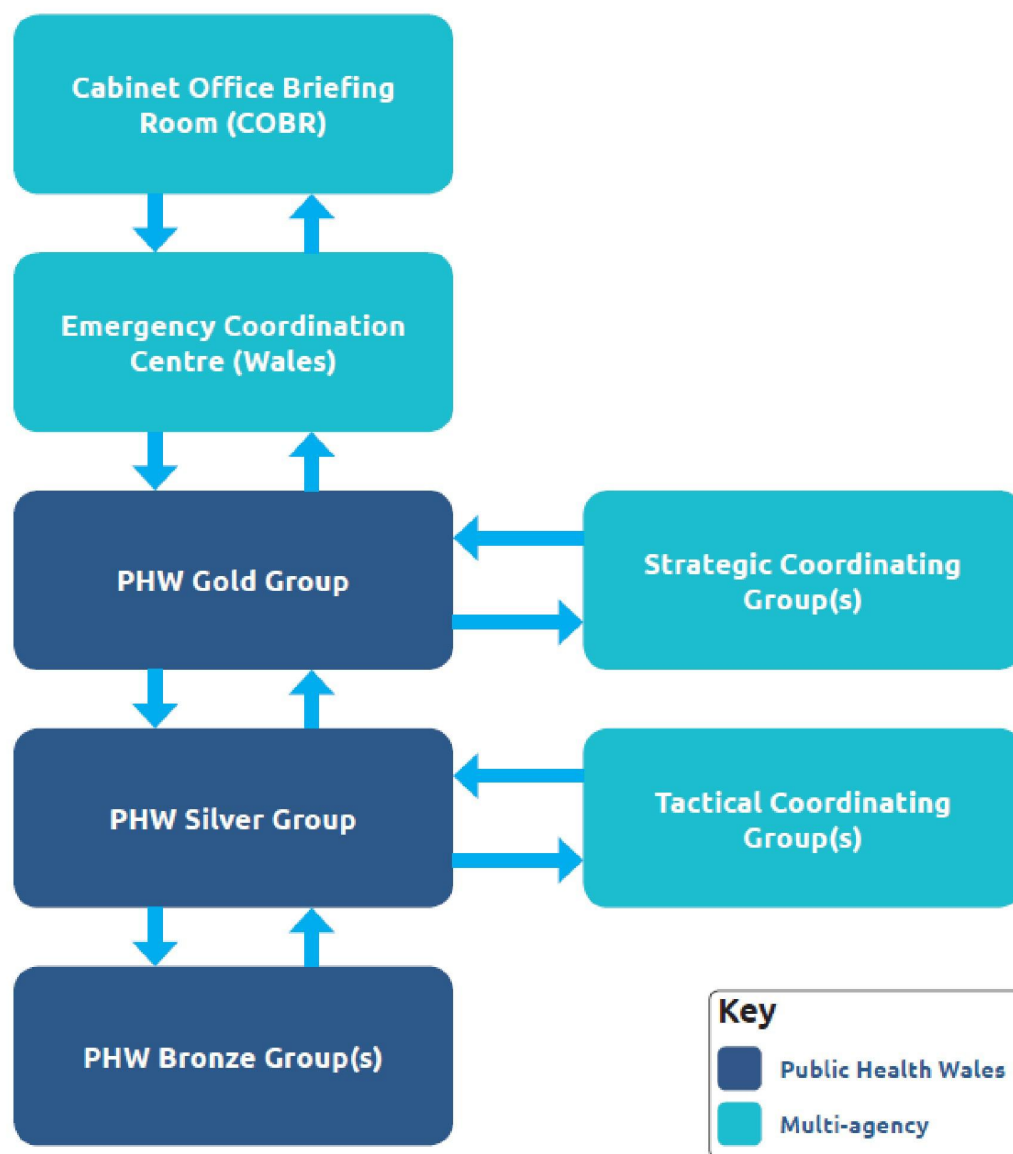 Cabinet Office Briefing
Room (COBR)
Emergency Coordination
Centre (Wales)
PHW Gold Group
Strategic Coordinating
Group(s)
PHW Silver Group
Tactical Coordinating
Group(s)
PHW Bronze Group(s)
Key
Public Health Wales
Multi-agency